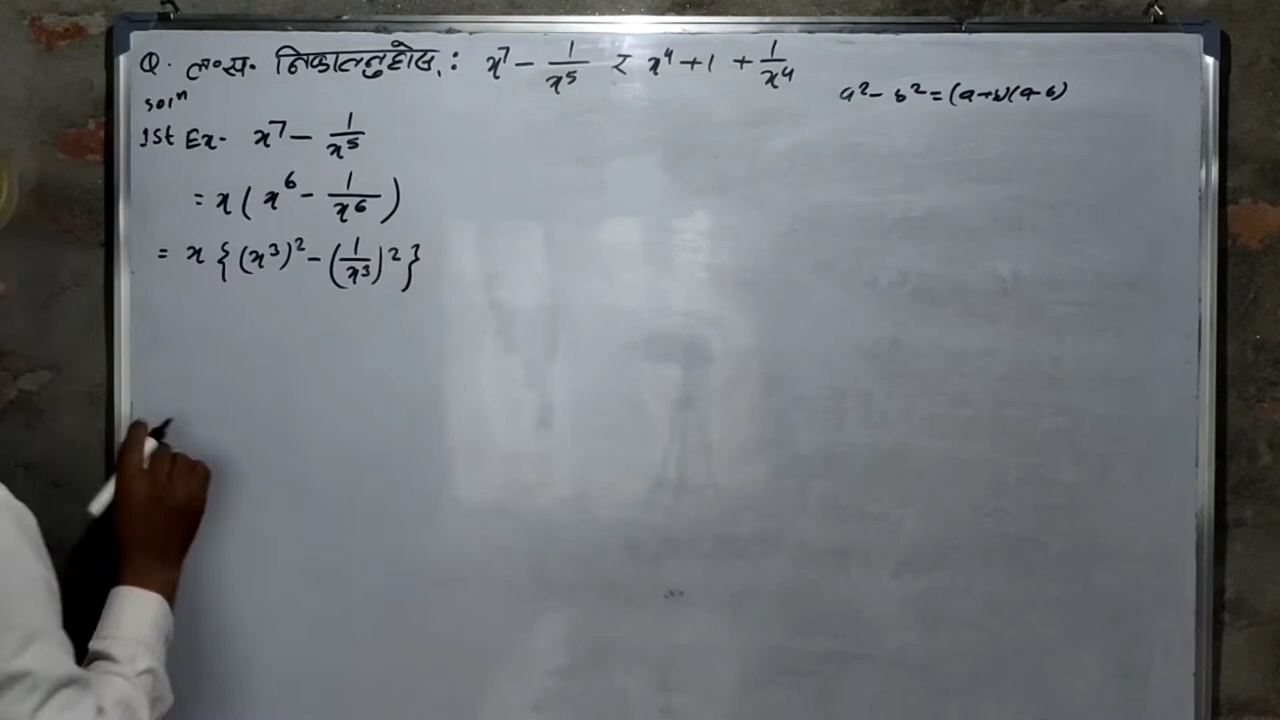 Q. ल०स० निकाल्नुहोस् : x⁷ - 1/x⁵ र x⁴ + 1 + 1/x⁴
a² - b² = (a+b)(a-b)
solⁿ
1st Ex- x⁷ - 1/x⁵
= x ( x⁶ - 1/x⁶ )
= x { (x³)² - (1/x³)² }